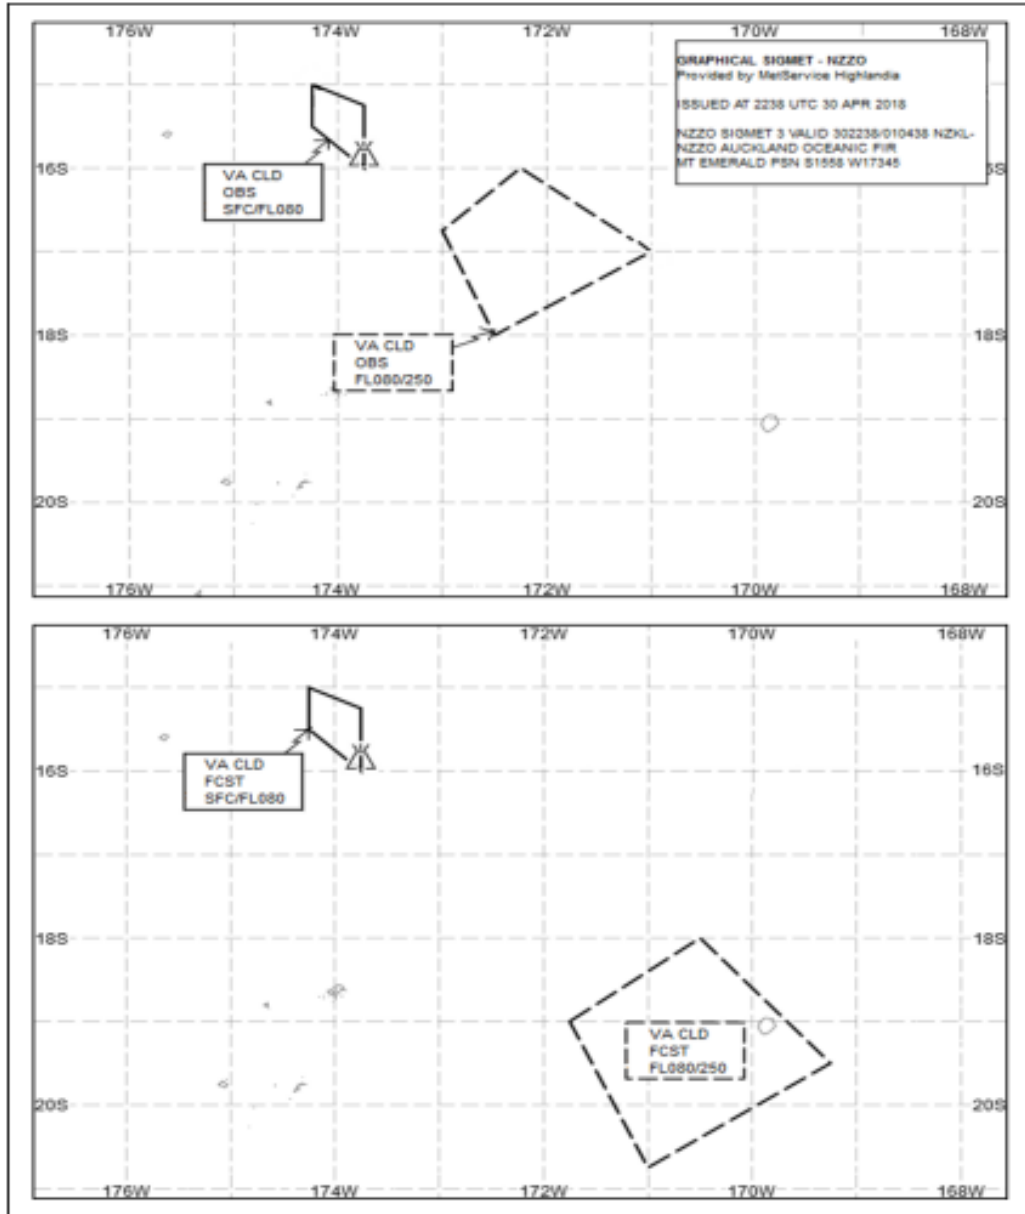 176W 174W 172W 170W 168W
GRAPHICAL SIGMET - NZZO
Provided by MetService Highlandia
ISSUED AT 2238 UTC 30 APR 2018
NZZO SIGMET 3 VALID 302238/010438 NZKL-
NZZO AUCKLAND OCEANIC FIR
MT EMERALD PSN S1558 W17345
16S 6S
VA CLD
OBS
SFC/FL080
18S 18S
VA CLD
OBS
FL080/250
20S 20S
176W 174W 172W 170W 168W
176W 174W 172W 170W 168W
VA CLD
FCST
SFC/FL080
16S 16S
18S 18S
VA CLD
FCST
FL080/250
20S 20S
176W 174W 172W 170W 168W